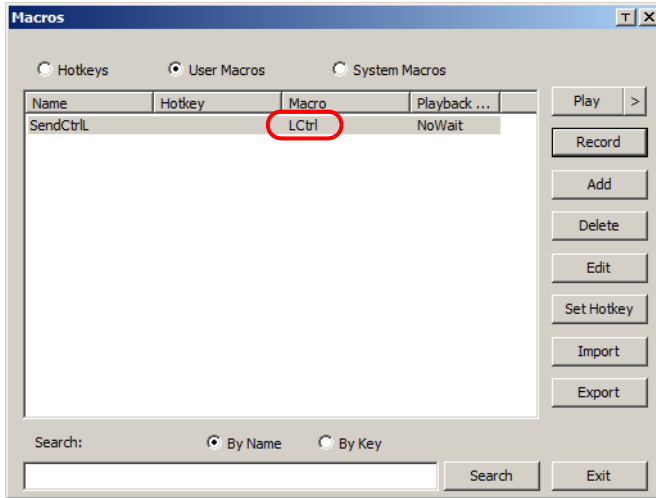 Macros
T X
Hotkeys User Macros System Macros
Name Hotkey Macro Playback ...
SendCtrlL LCtrl NoWait
Play >
Record
Add
Delete
Edit
Set Hotkey
Import
Export
Search: By Name By Key
Search Exit